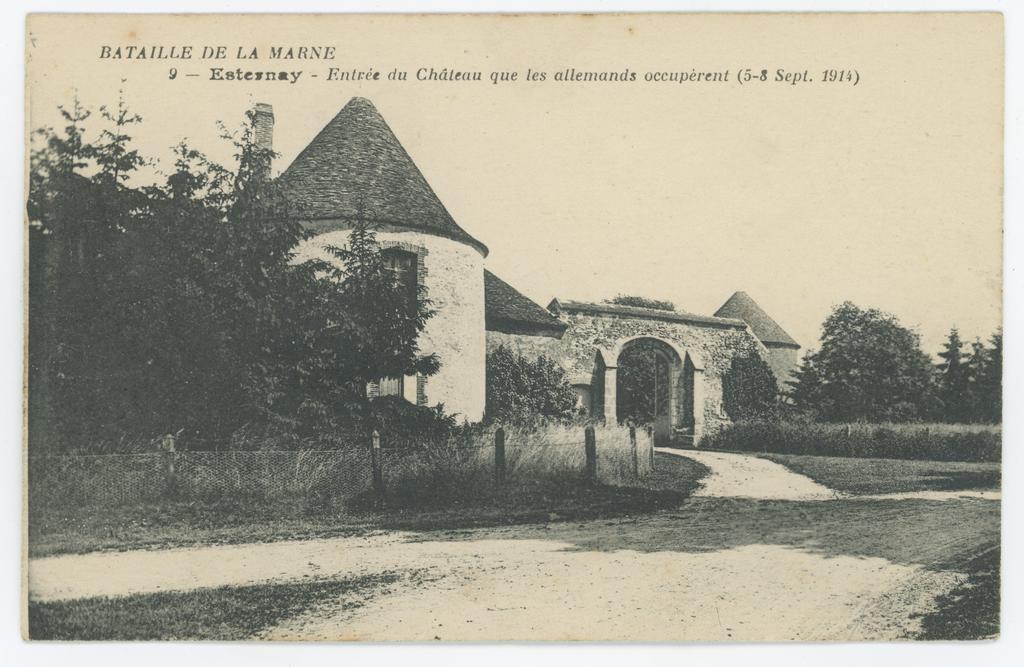 BATAILLE DE LA MARNE
9 — Esternay - Entrée du Château que les allemands occupèrent (5-8 Sept. 1914)